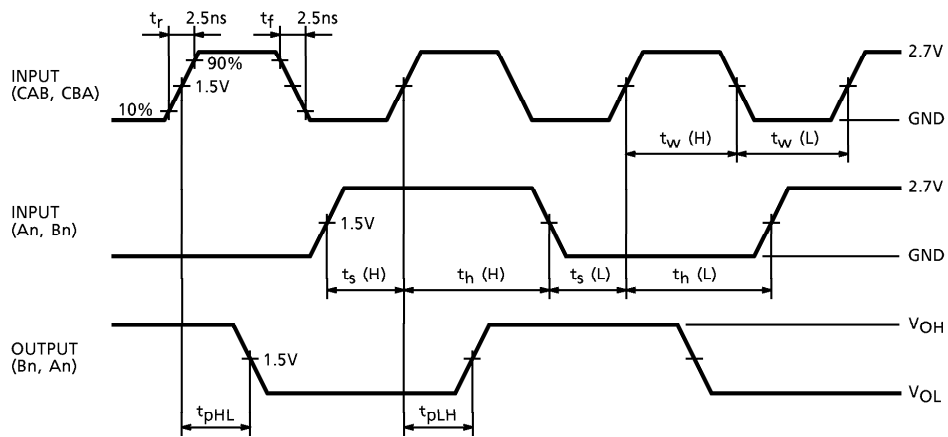 tr 2.5ns tf 2.5ns
2.7V
90%
INPUT
(CAB, CBA)
1.5V
10%
GND
tw (H) tw (L)
2.7V
INPUT
(An, Bn)
1.5V
GND
ts (H) th (H) ts (L) th (L)
VOH
OUTPUT
(Bn, An)
1.5V
VOL
tpHL tpLH